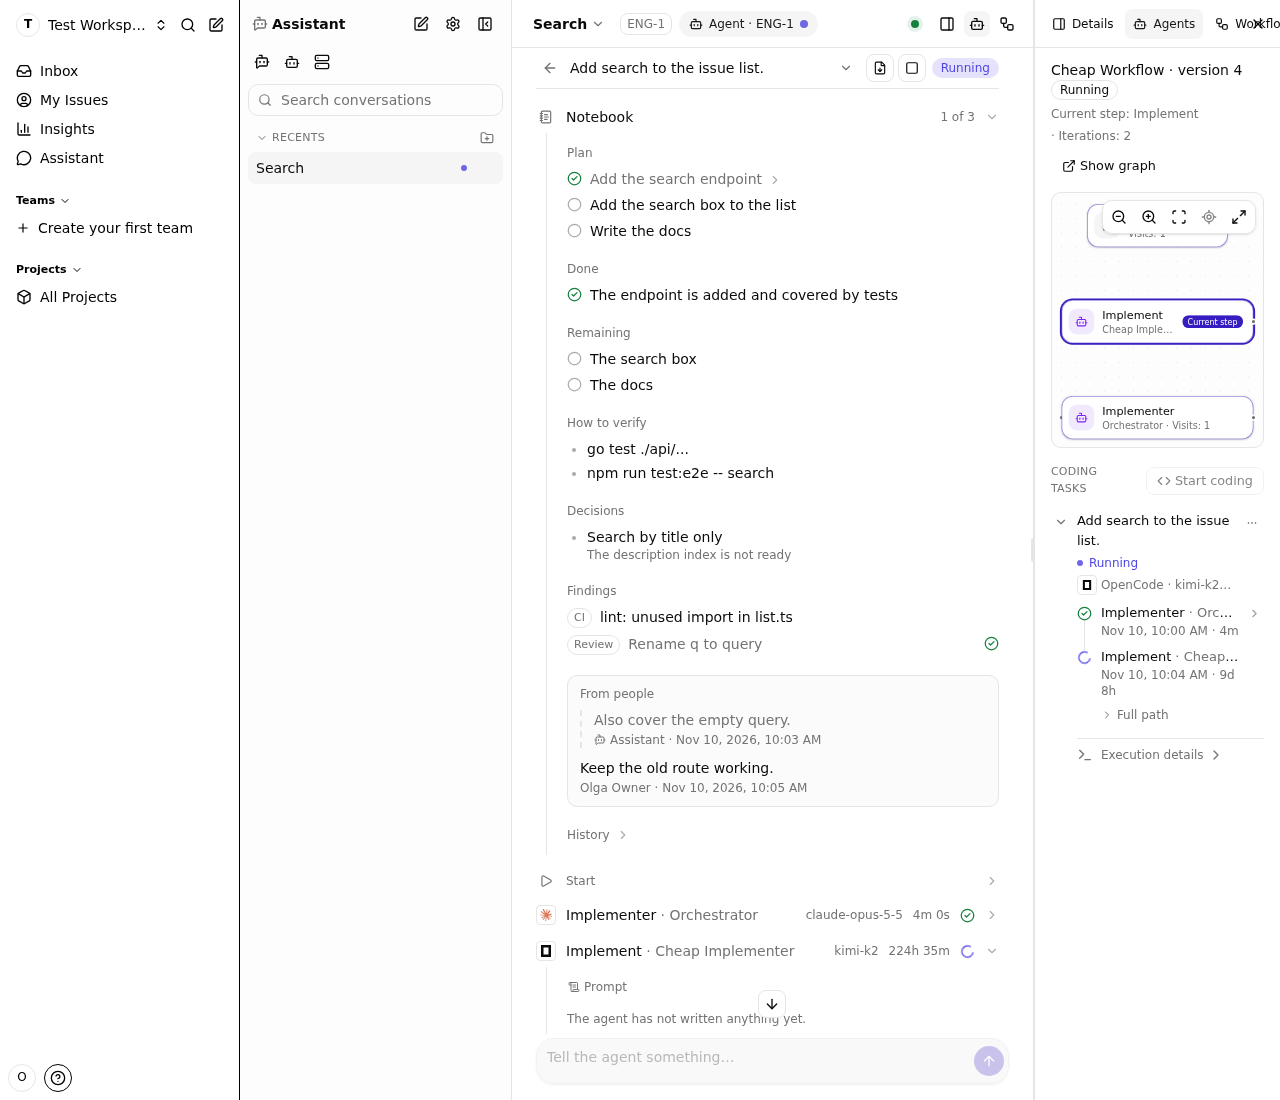 T Test Worksp...
Inbox
My Issues
Insights
Assistant
Teams
Create your first team
Projects
All Projects
O
Assistant
Search conversations
RECENTS
Search
Search ENG-1 Agent · ENG-1
Add search to the issue list. Running
Notebook 1 of 3
Plan
Add the search endpoint
Add the search box to the list
Write the docs
Done
The endpoint is added and covered by tests
Remaining
The search box
The docs
How to verify
go test ./api/...
npm run test:e2e -- search
Decisions
Search by title only
The description index is not ready
Findings
CI lint: unused import in list.ts
Review Rename q to query
From people
Also cover the empty query.
Assistant · Nov 10, 2026, 10:03 AM
Keep the old route working.
Olga Owner · Nov 10, 2026, 10:05 AM
History
Start
Implementer · Orchestrator claude-opus-5-5 4m 0s
Implement · Cheap Implementer kimi-k2 224h 35m
Prompt
The agent has not written anything yet.
Tell the agent something...
Details Agents Workflo
Cheap Workflow · version 4
Running
Current step: Implement
· Iterations: 2
Show graph
Visits: 1
Implement
Cheap Imple... Current step
Implementer
Orchestrator · Visits: 1
CODING
TASKS
Start coding
Add search to the issue
list.
Running
OpenCode · kimi-k2...
Implementer · Orc...
Nov 10, 10:00 AM · 4m
Implement · Cheap...
Nov 10, 10:04 AM · 9d
8h
Full path
Execution details